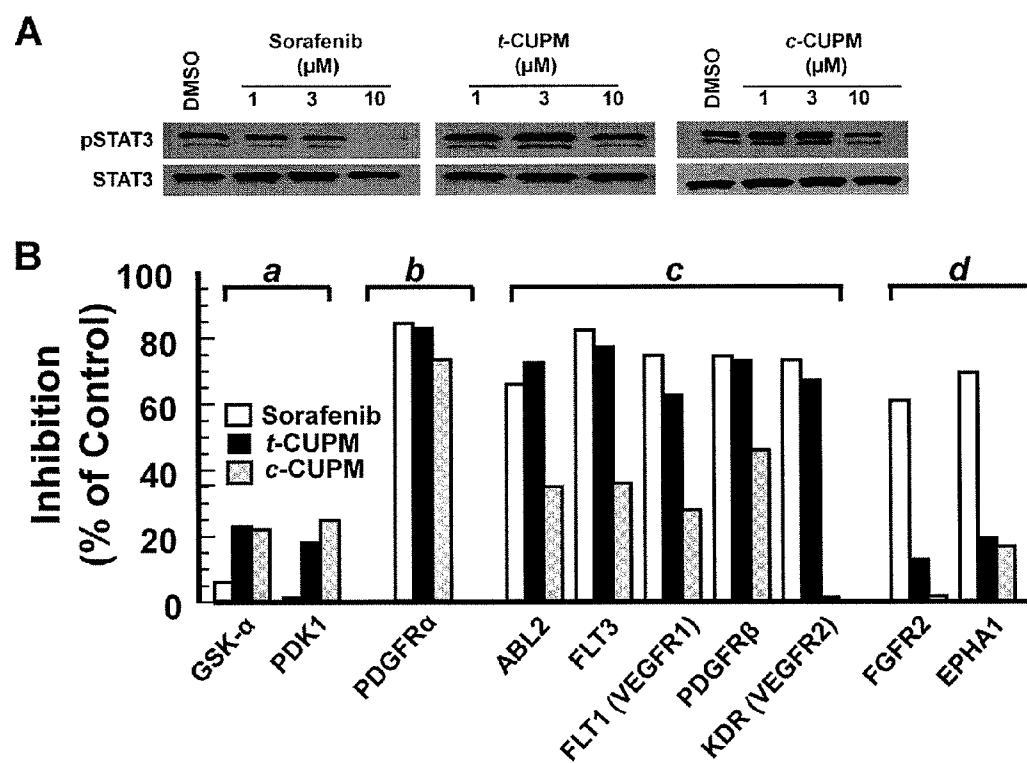 A
Sorafenib
(µM)
t-CUPM
(µM)
c-CUPM
(µM)
DMSO
1 3 10
1 3 10
DMSO
1 3 10
pSTAT3
STAT3
B
a
b
c
d
100
80
60
40
20
0
Inhibition
(% of Control)
Sorafenib
t-CUPM
c-CUPM
GSK-α
PDK1
PDGFRα
ABL2
FLT3
FLT1 (VEGFR1)
PDGFRβ
KDR (VEGFR2)
FGFR2
EPHA1